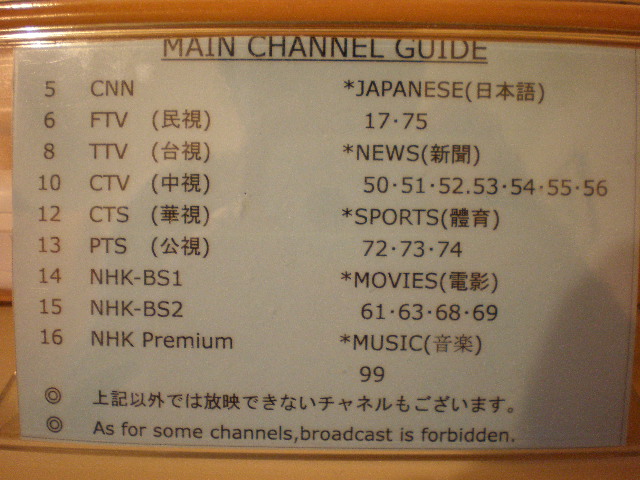 MAIN CHANNEL GUIDE
5 CNN *JAPANESE(日本語)
6 FTV (民視) 17·75
8 TTV (台視) *NEWS(新聞)
10 CTV (中視) 50·51·52.53·54·55·56
12 CTS (華視) *SPORTS(體育)
13 PTS (公視) 72·73·74
14 NHK-BS1 *MOVIES(電影)
15 NHK-BS2 61·63·68·69
16 NHK Premium *MUSIC(音楽)
99
◎ 上記以外では放映できないチャネルもございます。
◎ As for some channels,broadcast is forbidden.